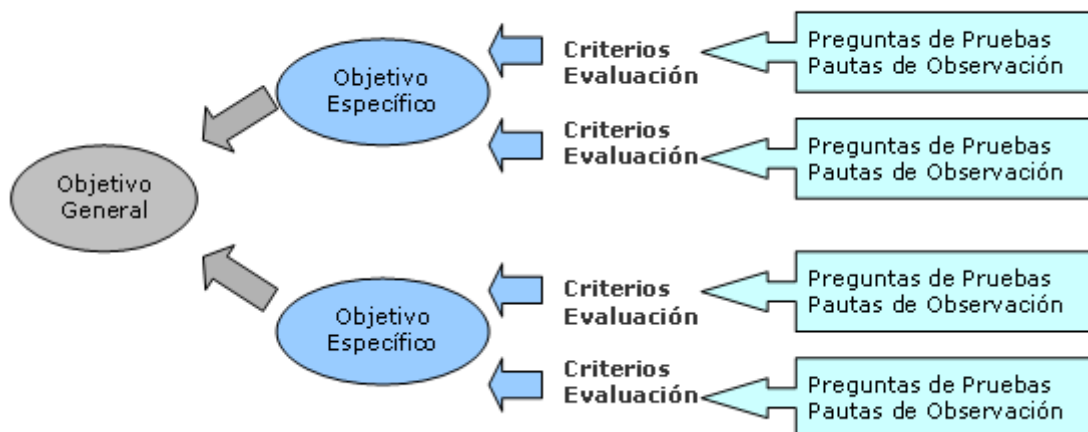 Objetivo
General
Objetivo
Específico
Criterios
Evaluación
Preguntas de Pruebas
Pautas de Observación
Criterios
Evaluación
Preguntas de Pruebas
Pautas de Observación
Objetivo
Específico
Criterios
Evaluación
Preguntas de Pruebas
Pautas de Observación
Criterios
Evaluación
Preguntas de Pruebas
Pautas de Observación